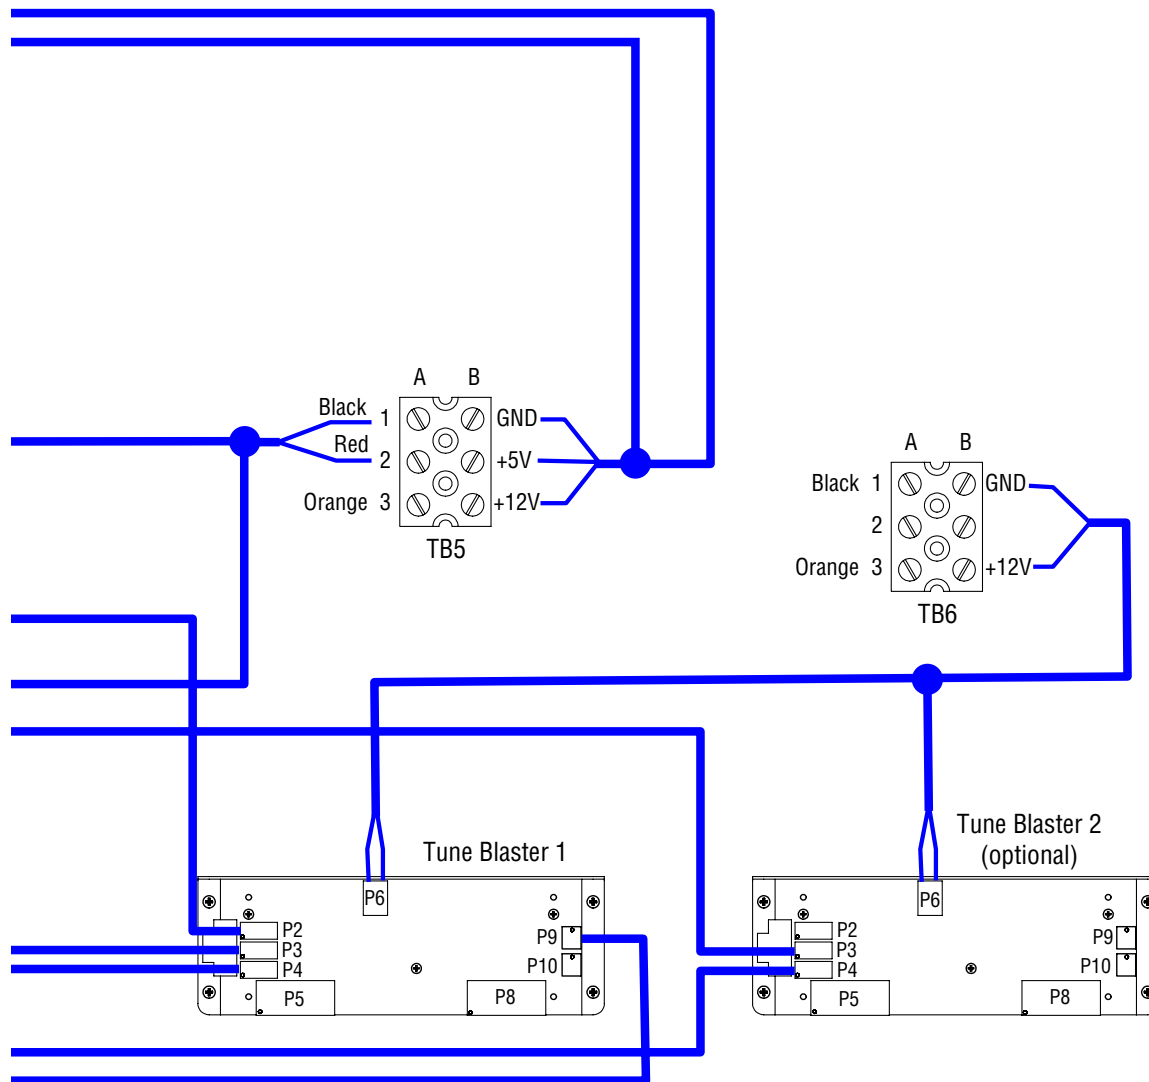 A B
Black 1 GND
Red 2 +5V
Orange 3 +12V
TB5
A B
Black 1 GND
2
Orange 3 +12V
TB6
Tune Blaster 1
P6
P2
P3
P4
P5
P8
P9
P10
Tune Blaster 2
(optional)
P6
P2
P3
P4
P5
P8
P9
P10